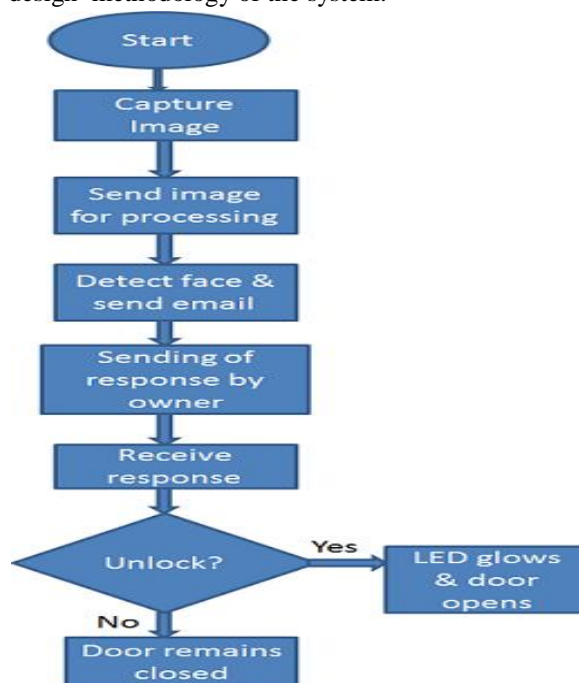 design methodology of the system.
Start
Capture
Image
Send image
for processing
Detect face &
send email
Sending of
response by
owner
Receive
response
Unlock?
Yes
LED glows
& door
opens
No
Door remains
closed